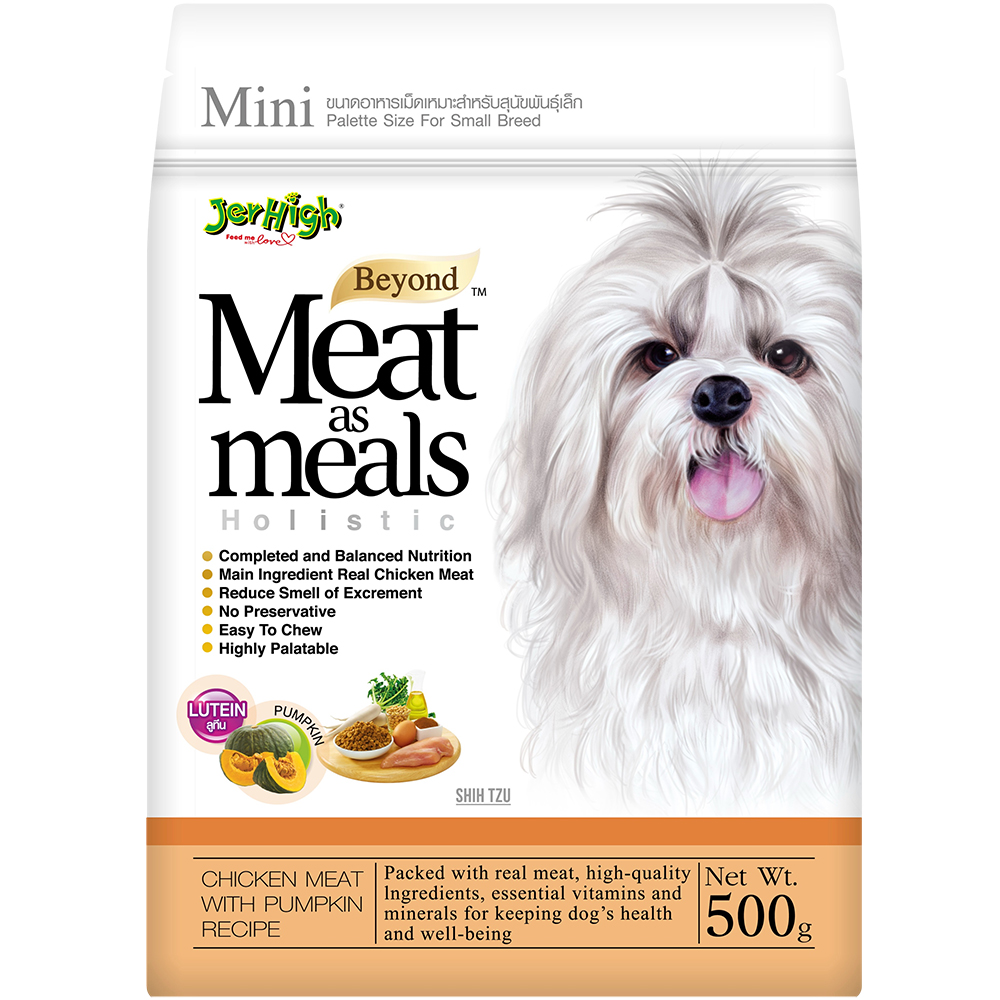 Mini
ขนาดอาหารเม็ดเหมาะสำหรับสุนัขพันธุ์เล็ก
Palette Size For Small Breed
JerHigh®
Feed me
with love
Beyond
Meat™
as
meals
Holistic
Completed and Balanced Nutrition
Main Ingredient Real Chicken Meat
Reduce Smell of Excrement
No Preservative
Easy To Chew
Highly Palatable
LUTEIN
ลูทีน
PUMPKIN
SHIH TZU
CHICKEN MEAT
WITH PUMPKIN
RECIPE
Packed with real meat, high-quality
Ingredients, essential vitamins and
minerals for keeping dog's health
and well-being
Net Wt.
500g